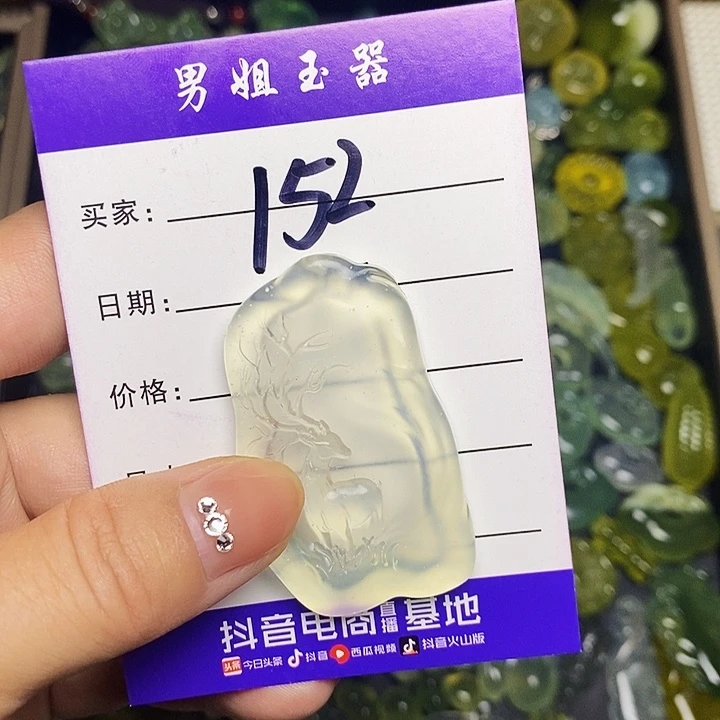 男姐玉器
买家： 152
日期：
价格：
抖音电商直播基地
头条 今日头条 抖音 西瓜视频 抖音火山版